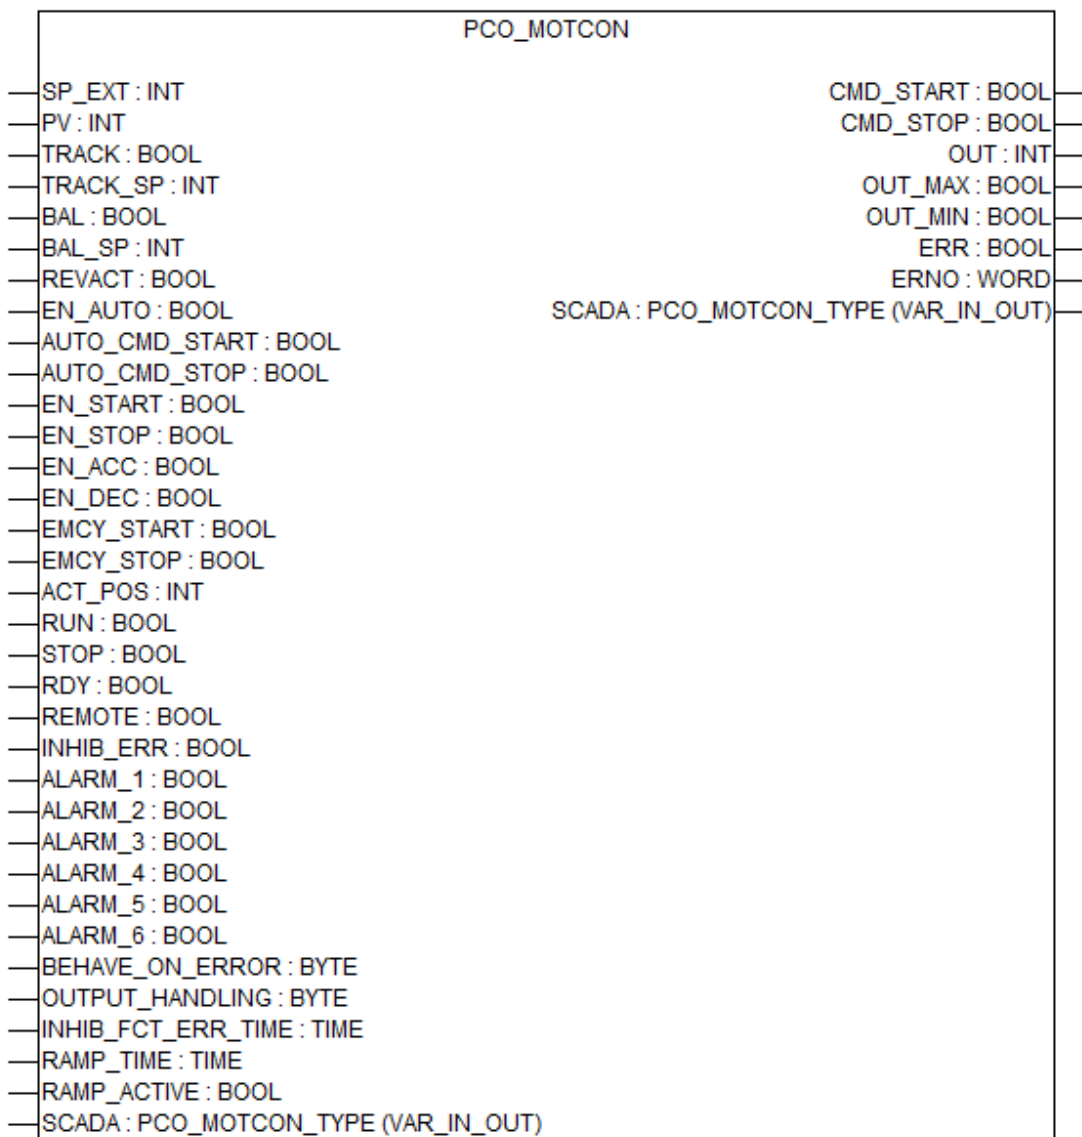 PCO_MOTCON
SP_EXT : INT
CMD_START : BOOL
PV : INT
CMD_STOP : BOOL
TRACK : BOOL
OUT : INT
TRACK_SP : INT
OUT_MAX : BOOL
BAL : BOOL
OUT_MIN : BOOL
BAL_SP : INT
ERR : BOOL
REVACT : BOOL
ERNO : WORD
EN_AUTO : BOOL
SCADA : PCO_MOTCON_TYPE (VAR_IN_OUT)
AUTO_CMD_START : BOOL
AUTO_CMD_STOP : BOOL
EN_START : BOOL
EN_STOP : BOOL
EN_ACC : BOOL
EN_DEC : BOOL
EMCY_START : BOOL
EMCY_STOP : BOOL
ACT_POS : INT
RUN : BOOL
STOP : BOOL
RDY : BOOL
REMOTE : BOOL
INHIB_ERR : BOOL
ALARM_1 : BOOL
ALARM_2 : BOOL
ALARM_3 : BOOL
ALARM_4 : BOOL
ALARM_5 : BOOL
ALARM_6 : BOOL
BEHAVE_ON_ERROR : BYTE
OUTPUT_HANDLING : BYTE
INHIB_FCT_ERR_TIME : TIME
RAMP_TIME : TIME
RAMP_ACTIVE : BOOL
SCADA : PCO_MOTCON_TYPE (VAR_IN_OUT)